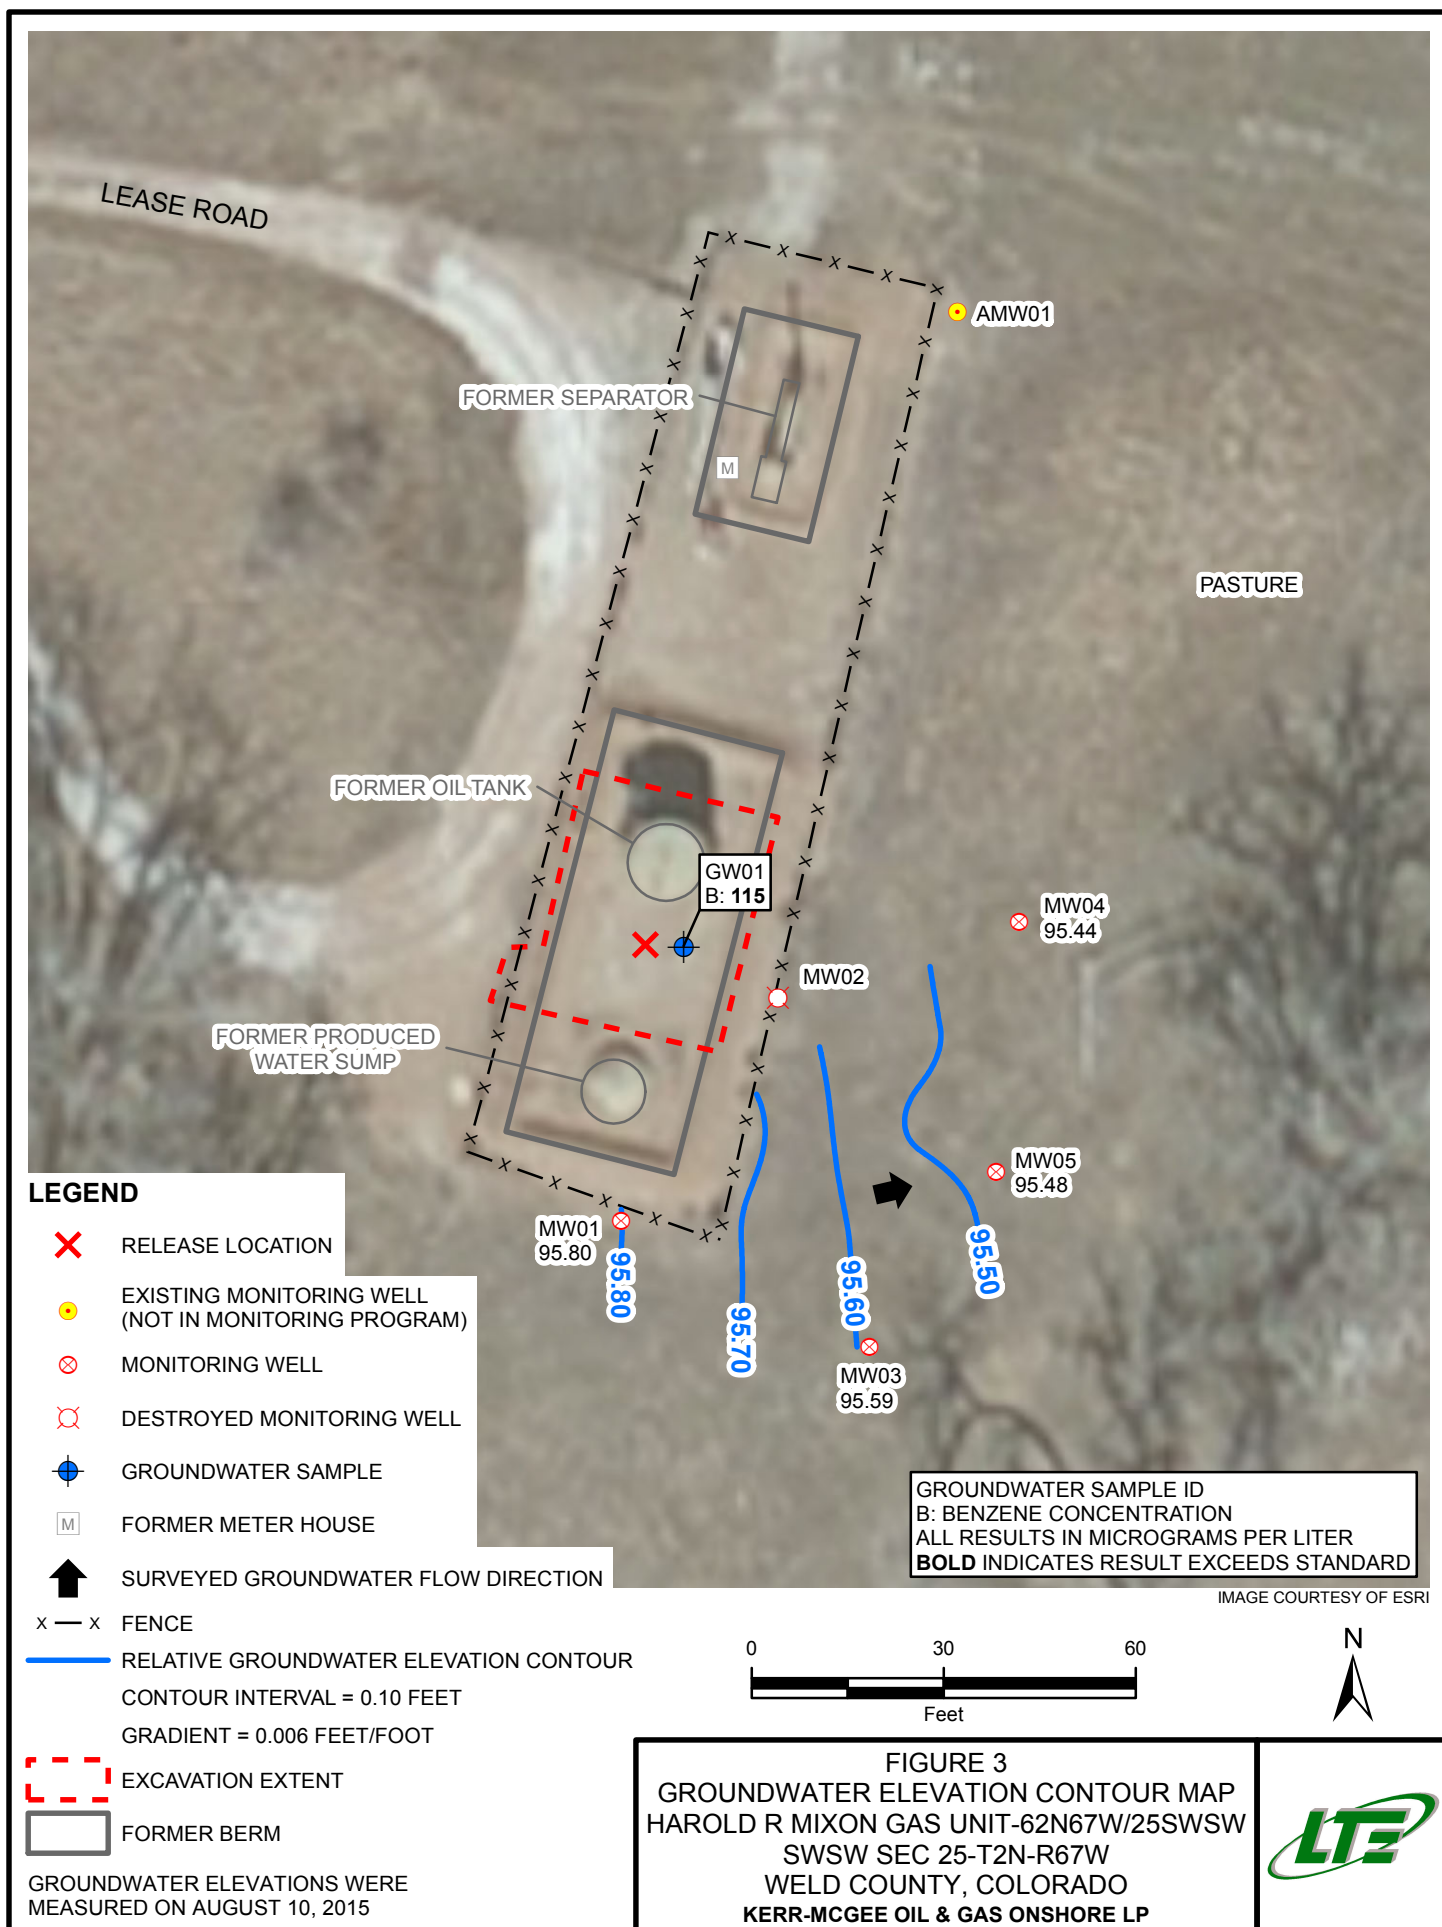 LEASE ROAD
AMW01
FORMER SEPARATOR
M
PASTURE
FORMER OIL TANK
GW01
B: 115
MW04
95.44
MW02
FORMER PRODUCED
WATER SUMP
MW05
95.48
MW01
95.80
95.80
95.70
95.60
95.50
MW03
95.59
LEGEND
RELEASE LOCATION
EXISTING MONITORING WELL
(NOT IN MONITORING PROGRAM)
MONITORING WELL
DESTROYED MONITORING WELL
GROUNDWATER SAMPLE
M FORMER METER HOUSE
SURVEYED GROUNDWATER FLOW DIRECTION
X X FENCE
RELATIVE GROUNDWATER ELEVATION CONTOUR
CONTOUR INTERVAL = 0.10 FEET
GRADIENT = 0.006 FEET/FOOT
EXCAVATION EXTENT
FORMER BERM
GROUNDWATER ELEVATIONS WERE
MEASURED ON AUGUST 10, 2015
GROUNDWATER SAMPLE ID
B: BENZENE CONCENTRATION
ALL RESULTS IN MICROGRAMS PER LITER
BOLD INDICATES RESULT EXCEEDS STANDARD
IMAGE COURTESY OF ESRI
0 30 60
Feet
N
FIGURE 3
GROUNDWATER ELEVATION CONTOUR MAP
HAROLD R MIXON GAS UNIT-62N67W/25SWSW
SWSW SEC 25-T2N-R67W
WELD COUNTY, COLORADO
KERR-MCGEE OIL & GAS ONSHORE LP
LTE